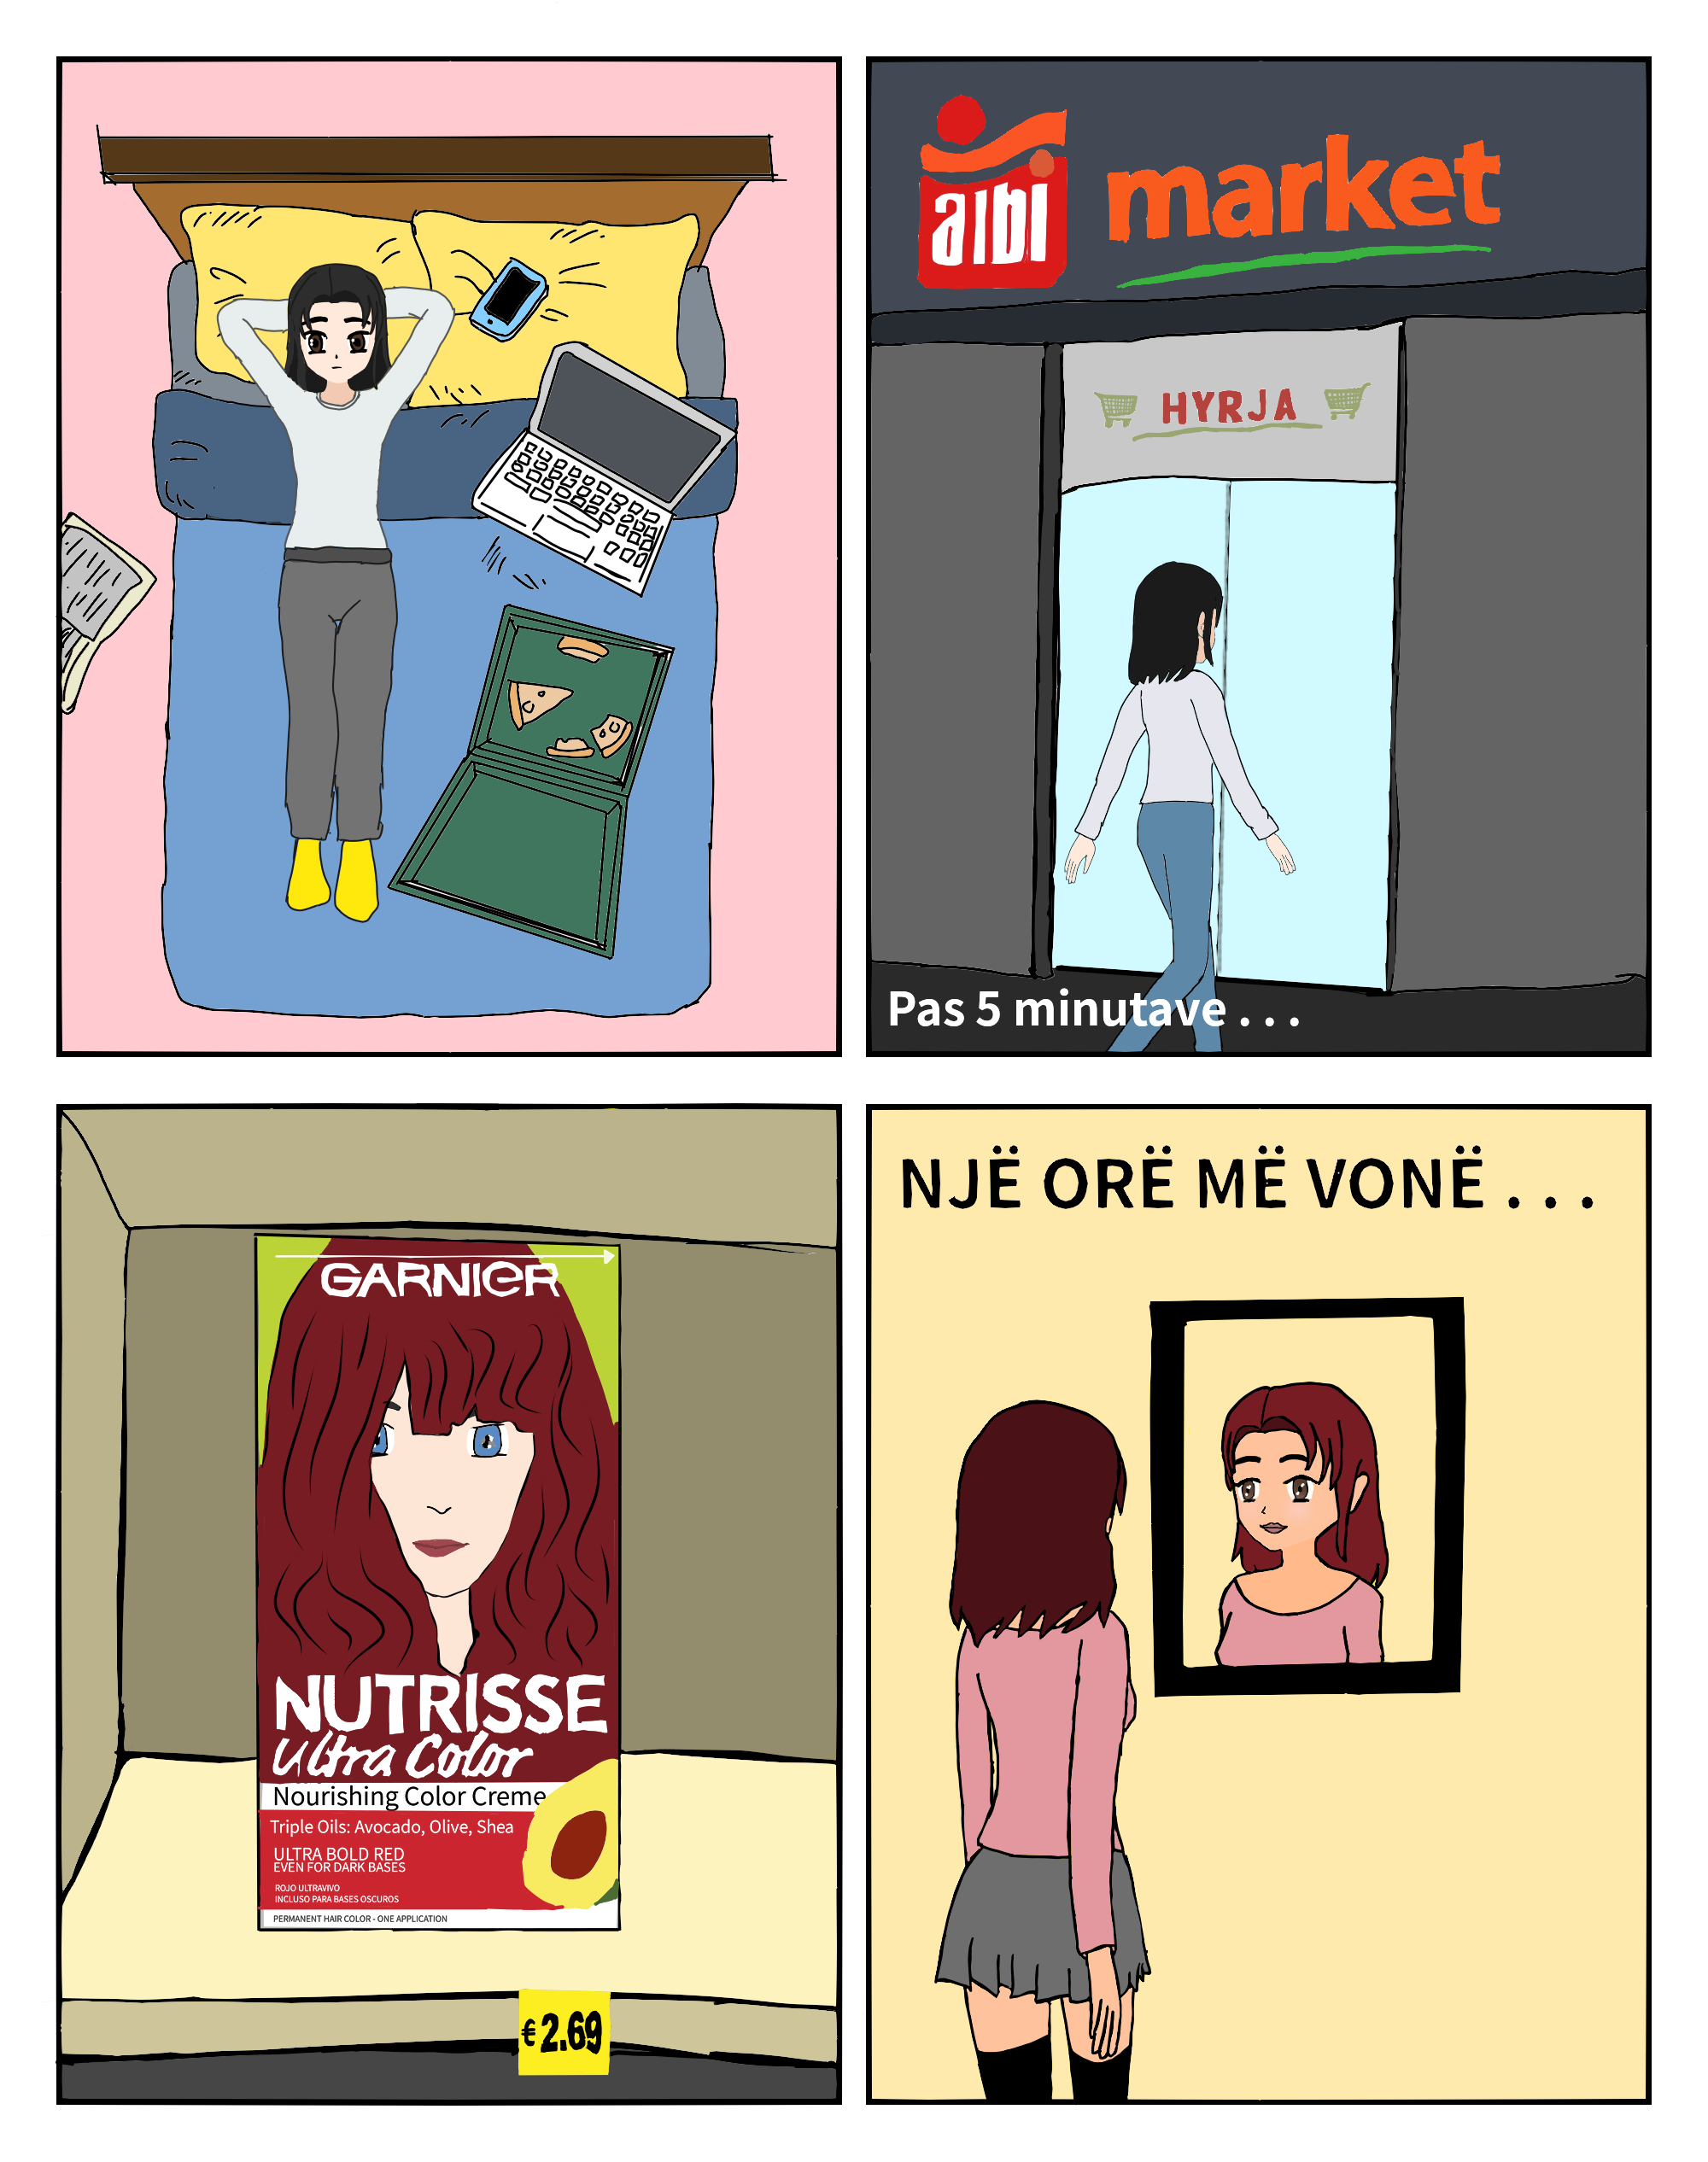 albi market
HYRJA
Pas 5 minutave . . .
GARNIER
NUTRISSE
Ultra Color
Nourishing Color Creme
Triple Oils: Avocado, Olive, Shea
ULTRA BOLD RED
EVEN FOR DARK BASES
ROJO ULTRAVIVO
INCLUSO PARA BASES OSCUROS
PERMANENT HAIR COLOR - ONE APPLICATION
€ 2.69
NJË ORË MË VONË . . .